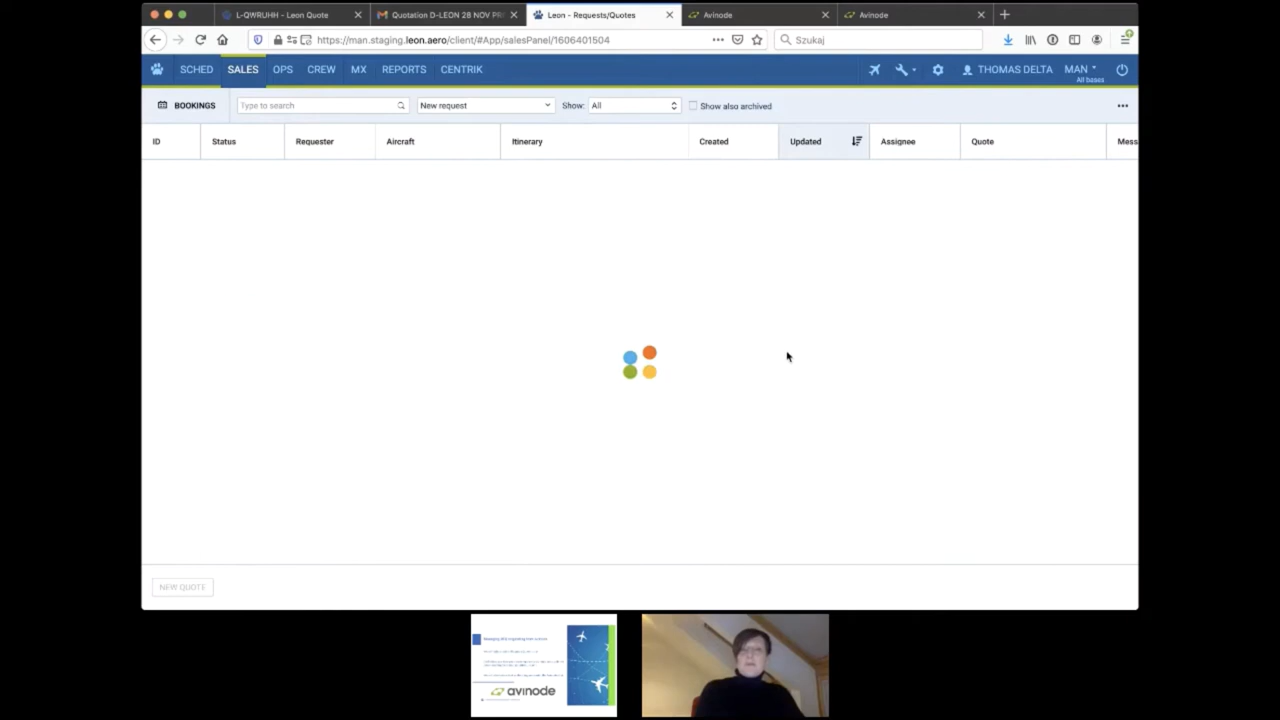 L-QWRUHH - Leon Quote
Quotation D-LEON 28 NOV PR
Leon - Requests/Quotes
Avinode
Avinode
https://man.staging.leon.aero/client/#App/salesPanel/1606401504
Szukaj
SCHED SALES OPS CREW MX REPORTS CENTRIK THOMAS DELTA MAN
All bases
BOOKINGS Type to search New request Show: All Show also archived
ID Status Requester Aircraft Itinerary Created Updated Assignee Quote Mess
NEW QUOTE
avinode